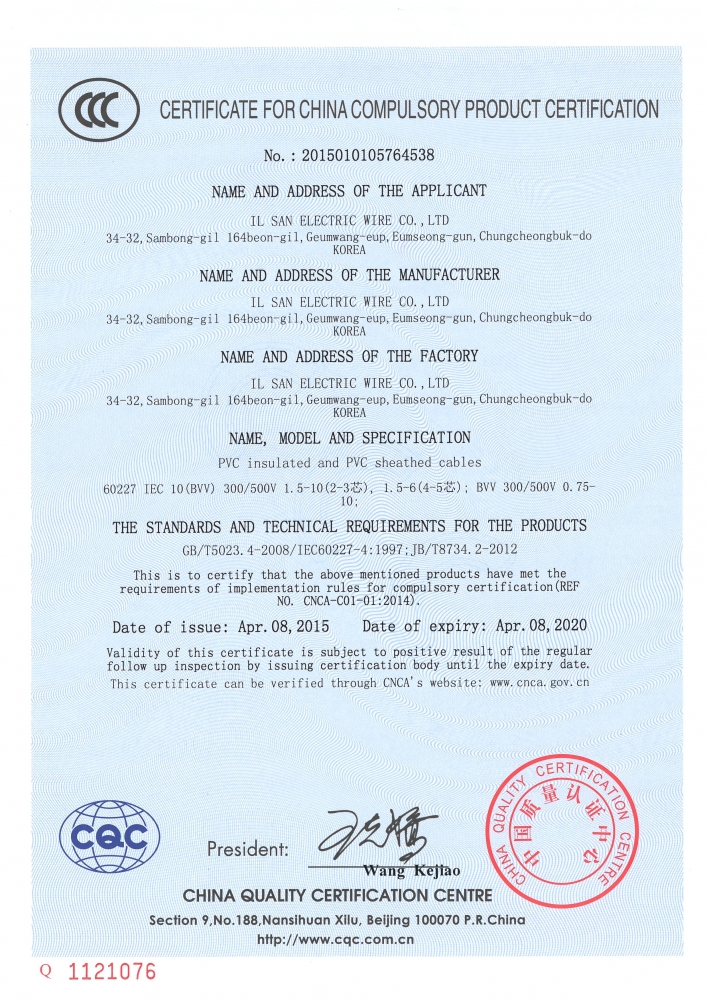 CCC
CERTIFICATE FOR CHINA COMPULSORY PRODUCT CERTIFICATION
No.: 2015010105764538
NAME AND ADDRESS OF THE APPLICANT
IL SAN ELECTRIC WIRE CO.,LTD
34-32,Sambong-gil 164beon-gil,Geumwang-eup,Eumseong-gun,Chungcheongbuk-do
KOREA
NAME AND ADDRESS OF THE MANUFACTURER
IL SAN ELECTRIC WIRE CO.,LTD
34-32,Sambong-gil 164beon-gil,Geumwang-eup,Eumseong-gun,Chungcheongbuk-do
KOREA
NAME AND ADDRESS OF THE FACTORY
IL SAN ELECTRIC WIRE CO.,LTD
34-32,Sambong-gil 164beon-gil,Geumwang-eup,Eumseong-gun,Chungcheongbuk-do
KOREA
NAME, MODEL AND SPECIFICATION
PVC insulated and PVC sheathed cables
60227 IEC 10(BVV) 300/500V 1.5-10(2-3芯), 1.5-6(4-5芯); BVV 300/500V 0.75-
10;
THE STANDARDS AND TECHNICAL REQUIREMENTS FOR THE PRODUCTS
GB/T5023.4-2008/IEC60227-4:1997;JB/T8734.2-2012
This is to certify that the above mentioned products have met the
requirements of implementation rules for compulsory certification(REF
NO. CNCA-C01-01:2014).
Date of issue: Apr.08,2015 Date of expiry: Apr.08,2020
Validity of this certificate is subject to positive result of the regular
follow up inspection by issuing certification body until the expiry date.
This certificate can be verified through CNCA's website: www.cnca.gov.cn
CHINA QUALITY CERTIFICATION CENTRE
中国质量认证中心
CQC
President:
Wang Kejiao
CHINA QUALITY CERTIFICATION CENTRE
Section 9,No.188,Nansihuan Xilu, Beijing 100070 P.R.China
http://www.cqc.com.cn
Q 1121076